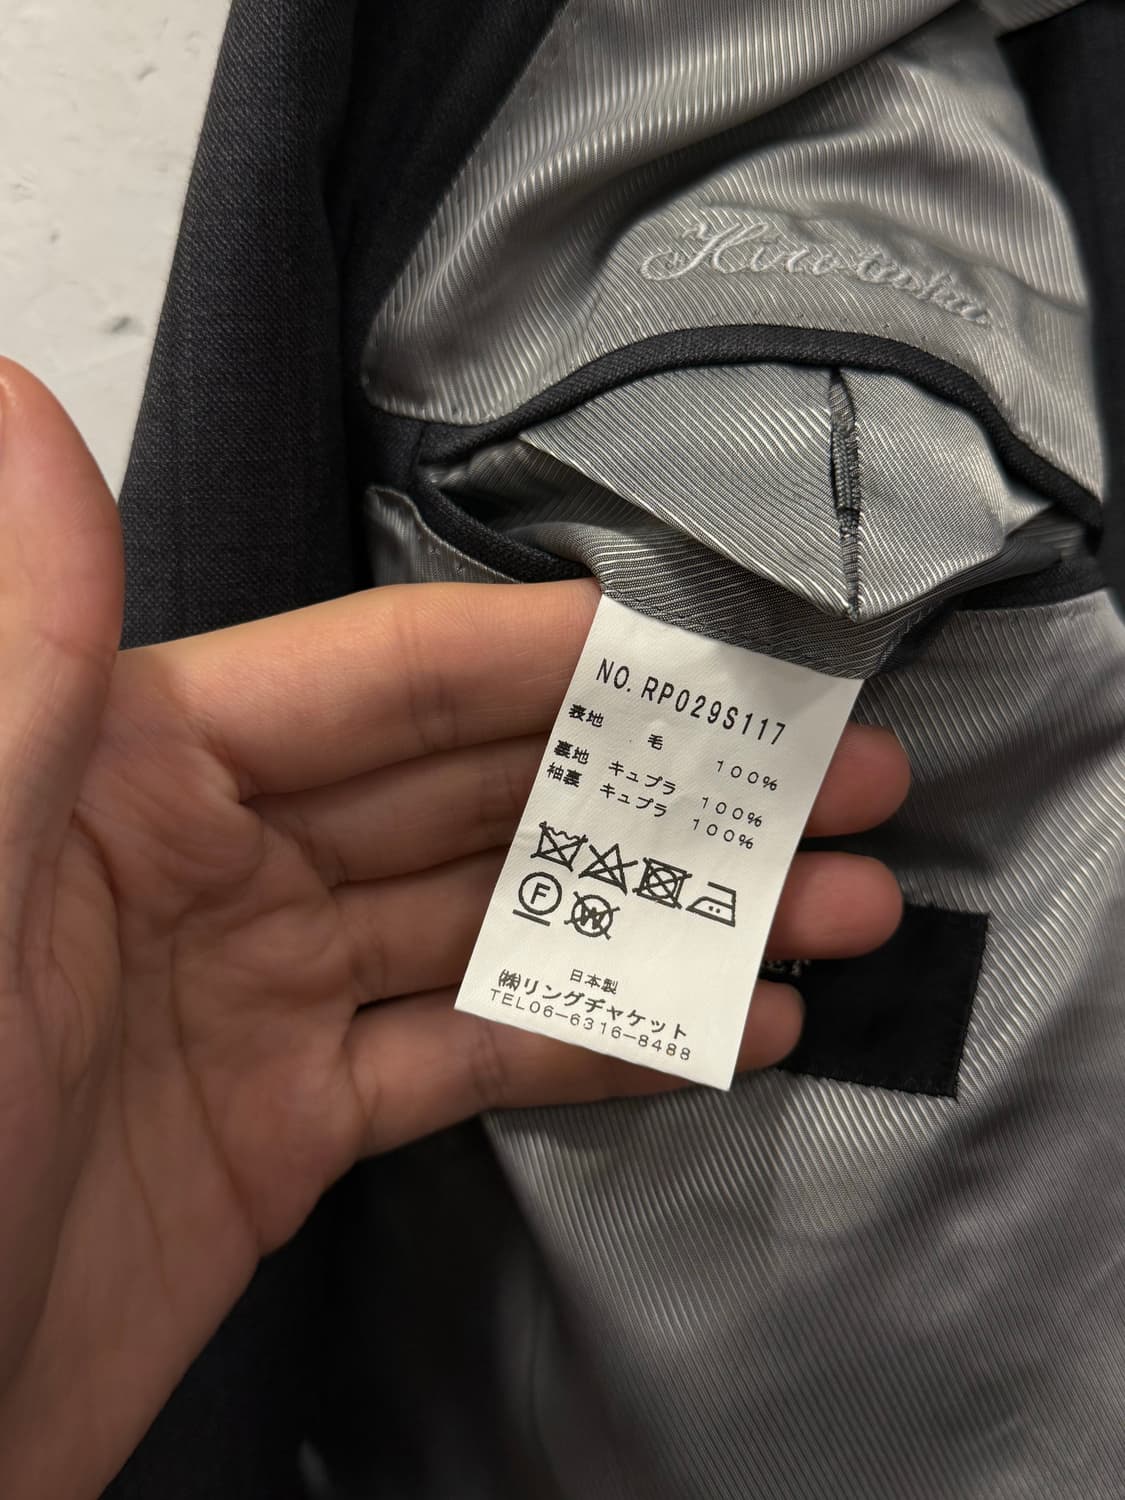 NO. RP029S117
表地 毛 100%
裏地 キュプラ 100%
袖裏 キュプラ 100%
F
W
日本製
㈱リングヂャケット
TEL06-6316-8488